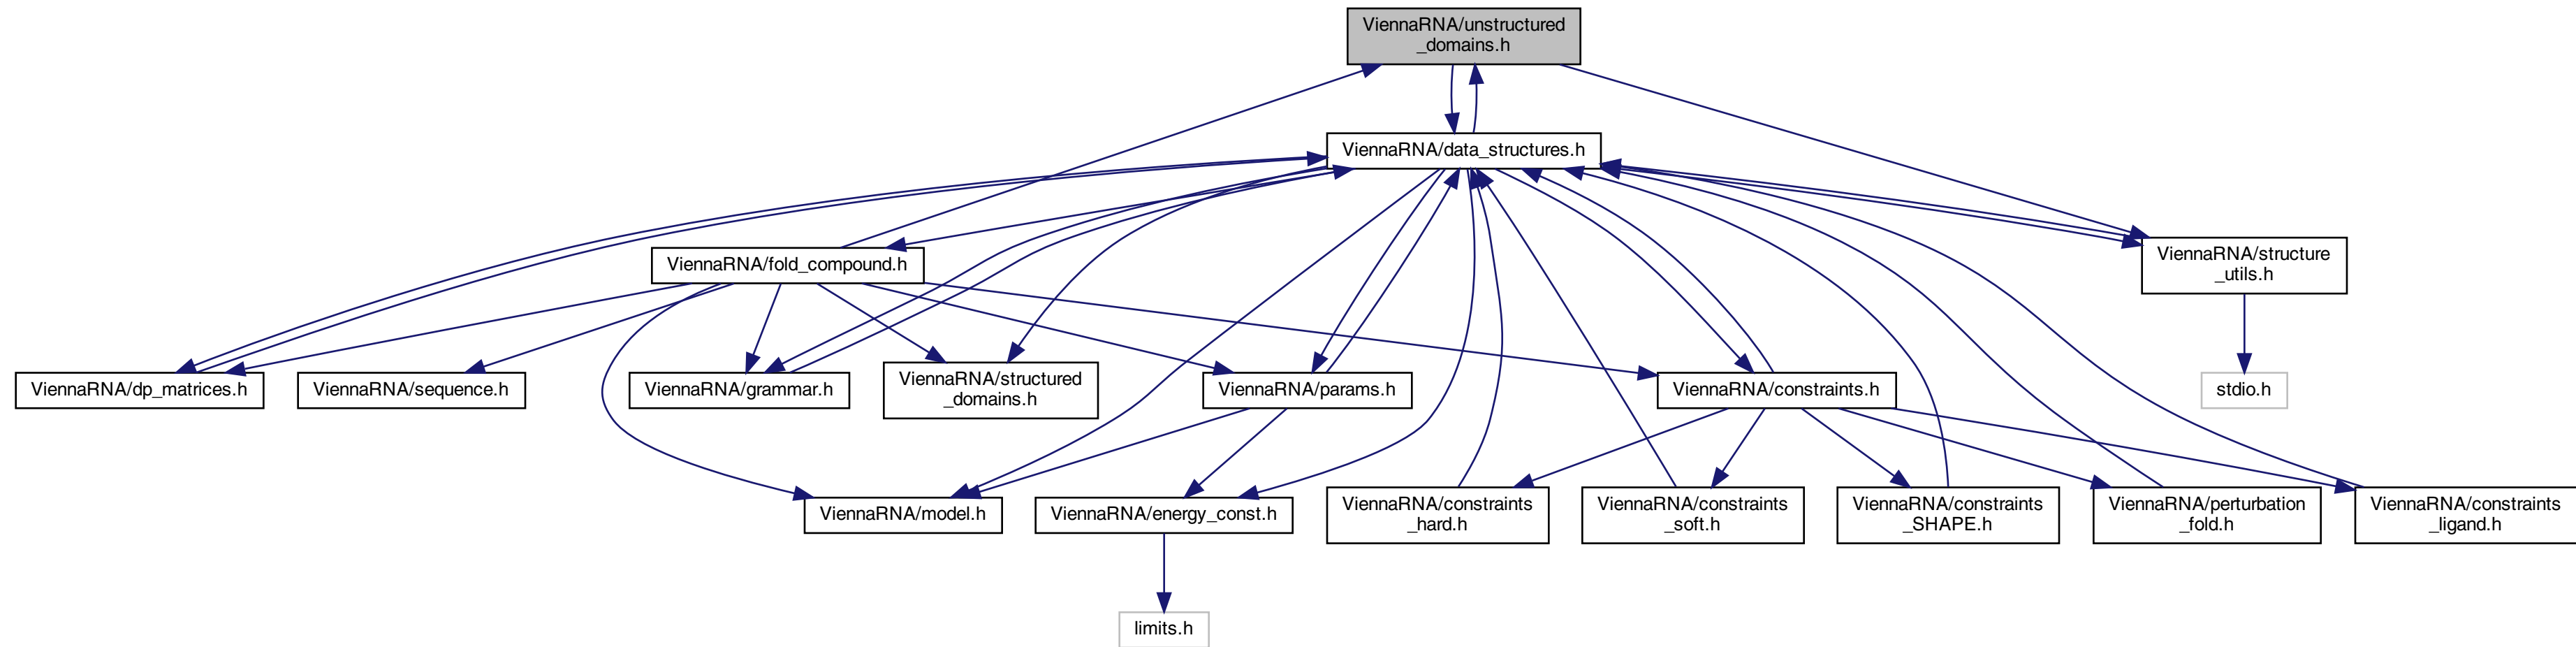 ViennaRNA/unstructured
_domains.h
ViennaRNA/data_structures.h
ViennaRNA/fold_compound.h
ViennaRNA/structure
_utils.h
ViennaRNA/dp_matrices.h
ViennaRNA/sequence.h
ViennaRNA/grammar.h
ViennaRNA/structured
_domains.h
ViennaRNA/params.h
ViennaRNA/constraints.h
stdio.h
ViennaRNA/model.h
ViennaRNA/energy_const.h
ViennaRNA/constraints
_hard.h
ViennaRNA/constraints
_soft.h
ViennaRNA/constraints
_SHAPE.h
ViennaRNA/perturbation
_fold.h
ViennaRNA/constraints
_ligand.h
limits.h